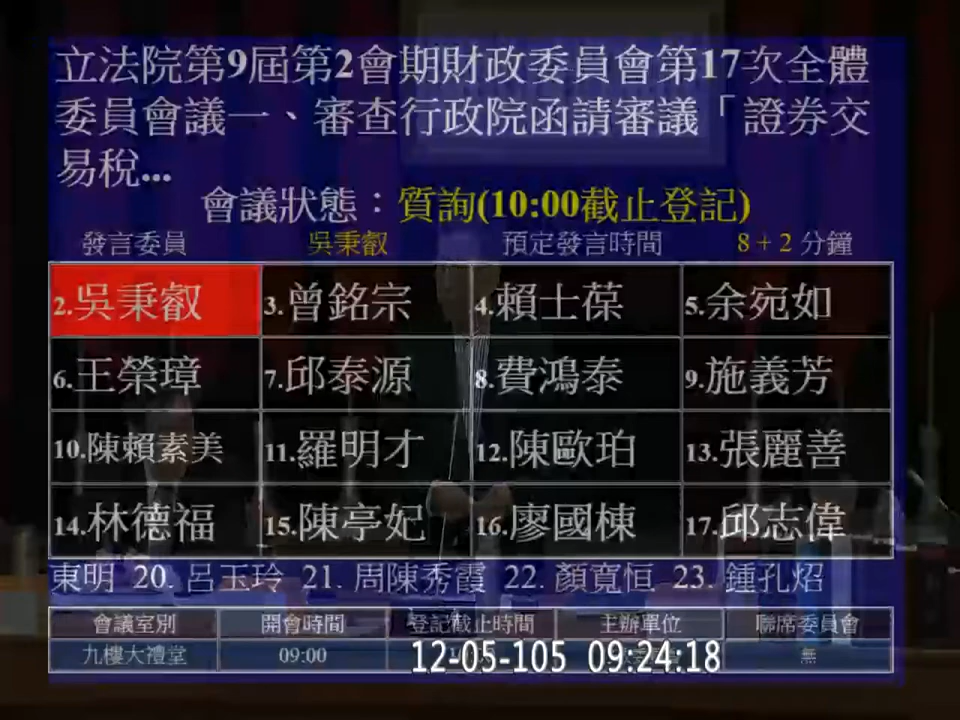 立法院第9屆第2會期財政委員會第17次全體
委員會議一、審查行政院函請審議「證券交
易稅...
會議狀態：質詢(10:00截止登記)
發言委員 吳秉叡 預定發言時間 8 + 2 分鐘
2.吳秉叡 3.曾銘宗 4.賴士葆 5.余宛如
6.王榮璋 7.邱泰源 8.費鴻泰 9.施義芳
10.陳賴素美 11.羅明才 12.陳歐珀 13.張麗善
14.林德福 15.陳亭妃 16.廖國棟 17.邱志偉
東明 20. 呂玉玲 21. 周陳秀霞 22. 顏寬恒 23. 鍾孔炤
會議室別 開會時間 登記截止時間 主辦單位 聯席委員會
九樓大禮堂 09:00 無
12-05-105 09:24:18